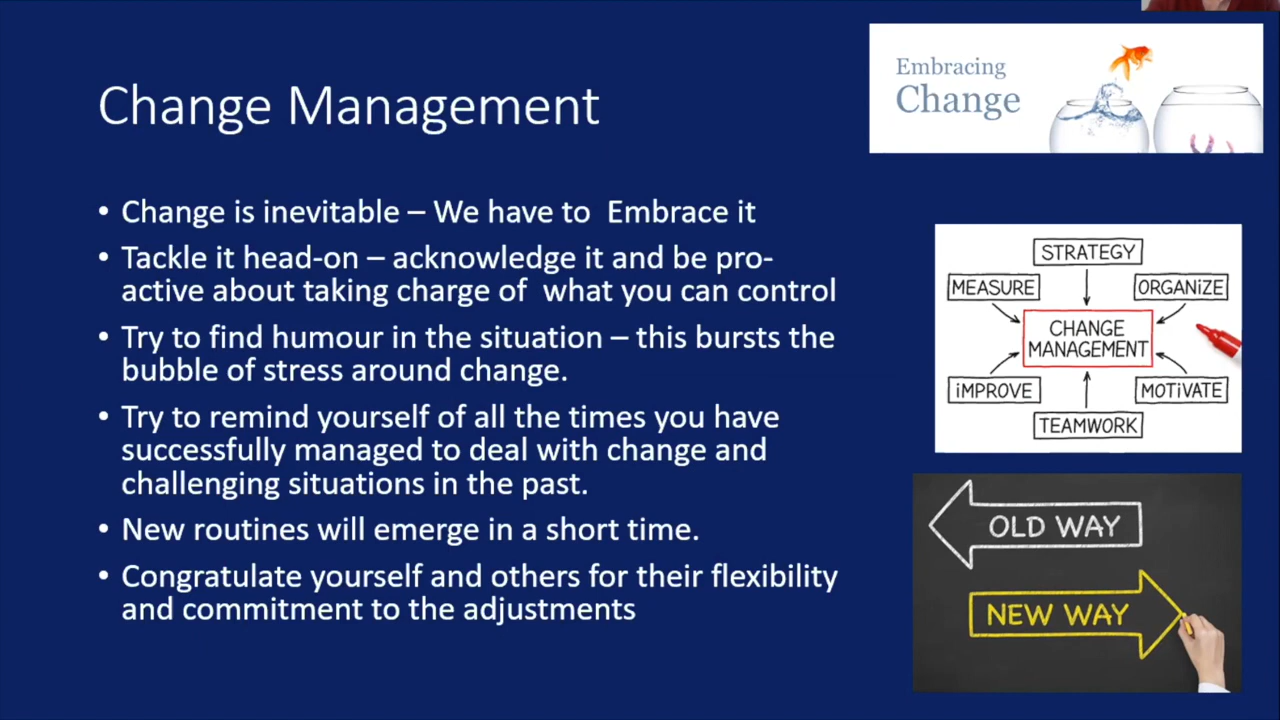 Change Management
• Change is inevitable – We have to  Embrace it
• Tackle it head-on – acknowledge it and be pro-
active about taking charge of  what you can control
• Try to find humour in the situation – this bursts the
bubble of stress around change.
• Try to remind yourself of all the times you have
successfully managed to deal with change and
challenging situations in the past.
• New routines will emerge in a short time.
• Congratulate yourself and others for their flexibility
and commitment to the adjustments
Embracing
Change
STRATEGY
MEASURE
ORGANiZE
CHANGE
MANAGEMENT
iMPROVE
MOTiVATE
TEAMWORK
OLD WAY
NEW WAY